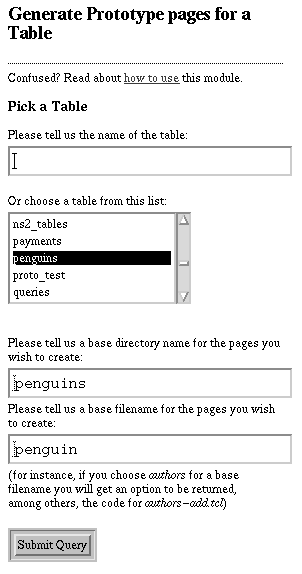 Generate Prototype pages for a
Table
Confused? Read about how to use this module.
Pick a Table
Please tell us the name of the table:
Or choose a table from this list:
ns2_tables
payments
penguins
proto_test
queries
Please tell us a base directory name for the pages you
wish to create:
penguins
Please tell us a base filename for the pages you wish
to create:
penguin
(for instance, if you choose authors for a base
filename you will get an option to be returned,
among others, the code for authors-add.tcl)
Submit Query